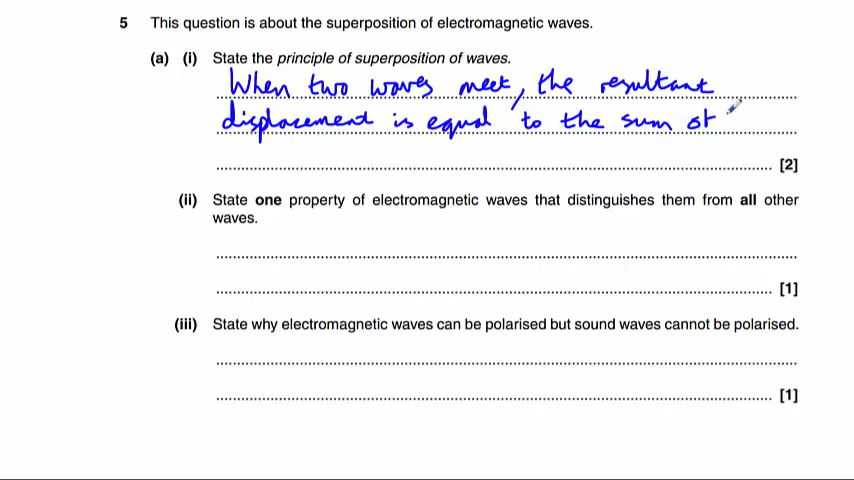 5 This question is about the superposition of electromagnetic waves.
(a) (i) State the principle of superposition of waves.
When two waves meet, the resultant
displacement is equal to the sum of
[2]
(ii) State one property of electromagnetic waves that distinguishes them from all other
waves.
[1]
(iii) State why electromagnetic waves can be polarised but sound waves cannot be polarised.
[1]